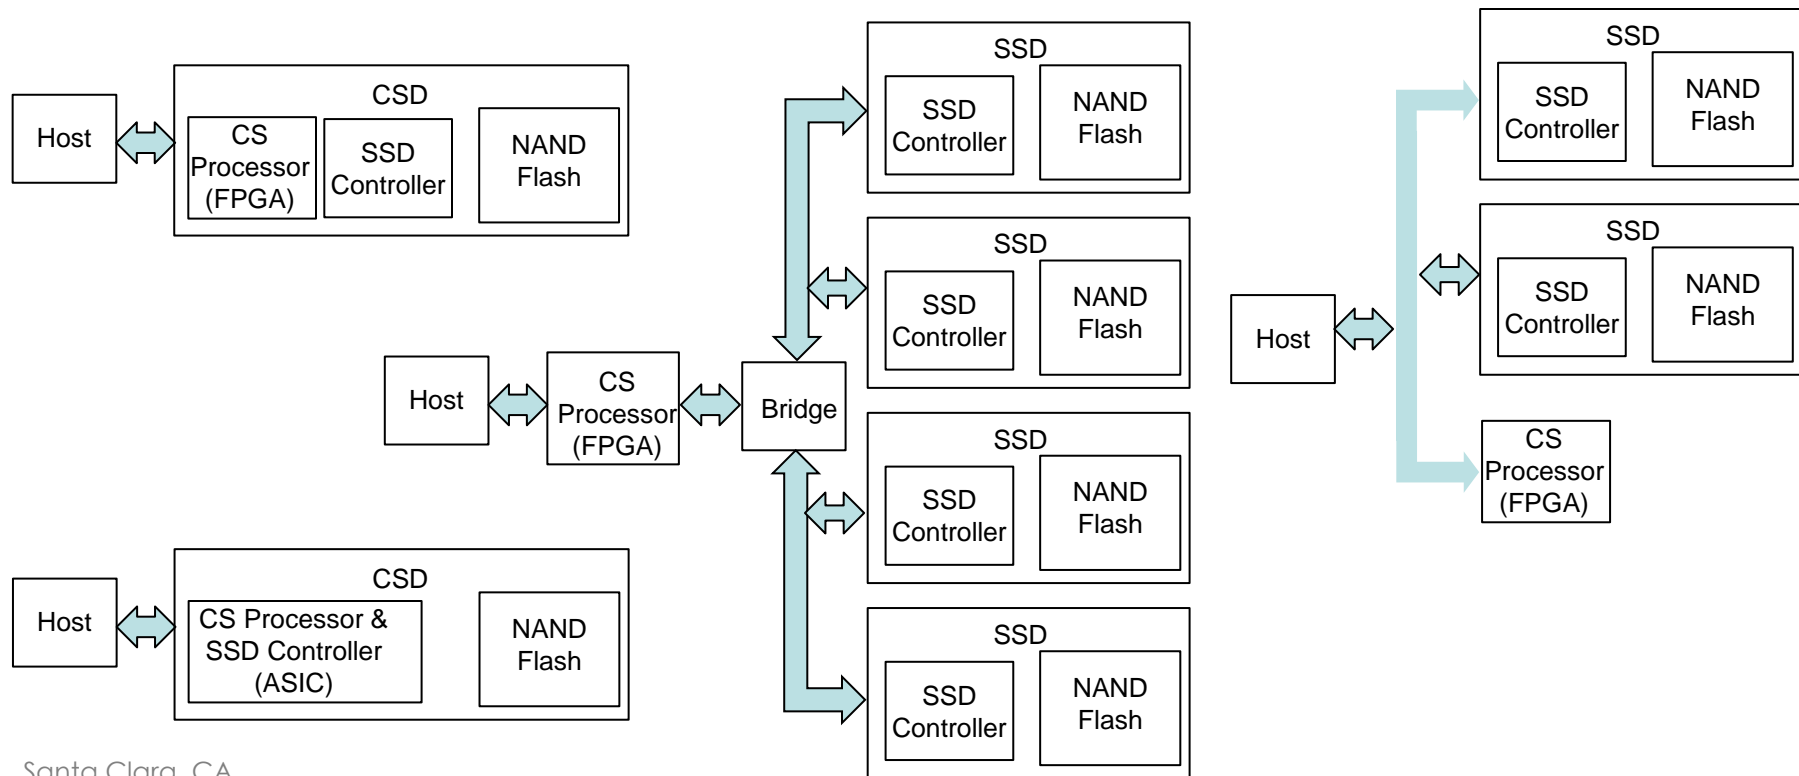 Host
CSD
CS
Processor
(FPGA)
SSD
Controller
NAND
Flash
Host
CSD
CS Processor &
SSD Controller
(ASIC)
NAND
Flash
Host
CS
Processor
(FPGA)
Bridge
SSD
SSD
Controller
NAND
Flash
SSD
SSD
Controller
NAND
Flash
SSD
SSD
Controller
NAND
Flash
SSD
SSD
Controller
NAND
Flash
Host
SSD
SSD
Controller
NAND
Flash
SSD
SSD
Controller
NAND
Flash
CS
Processor
(FPGA)
Santa Clara, CA